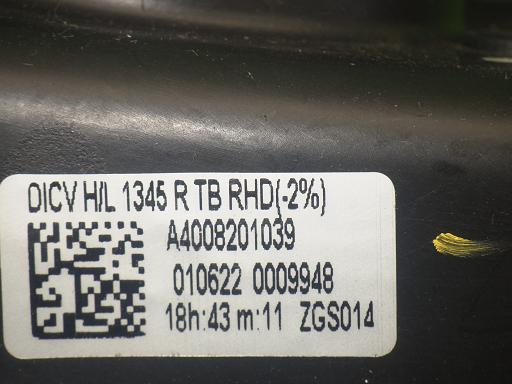 DICV H/L 1345 R TB RHD(-2%)
A4008201039
010622 0009948
18h:43 m:11 ZGS014